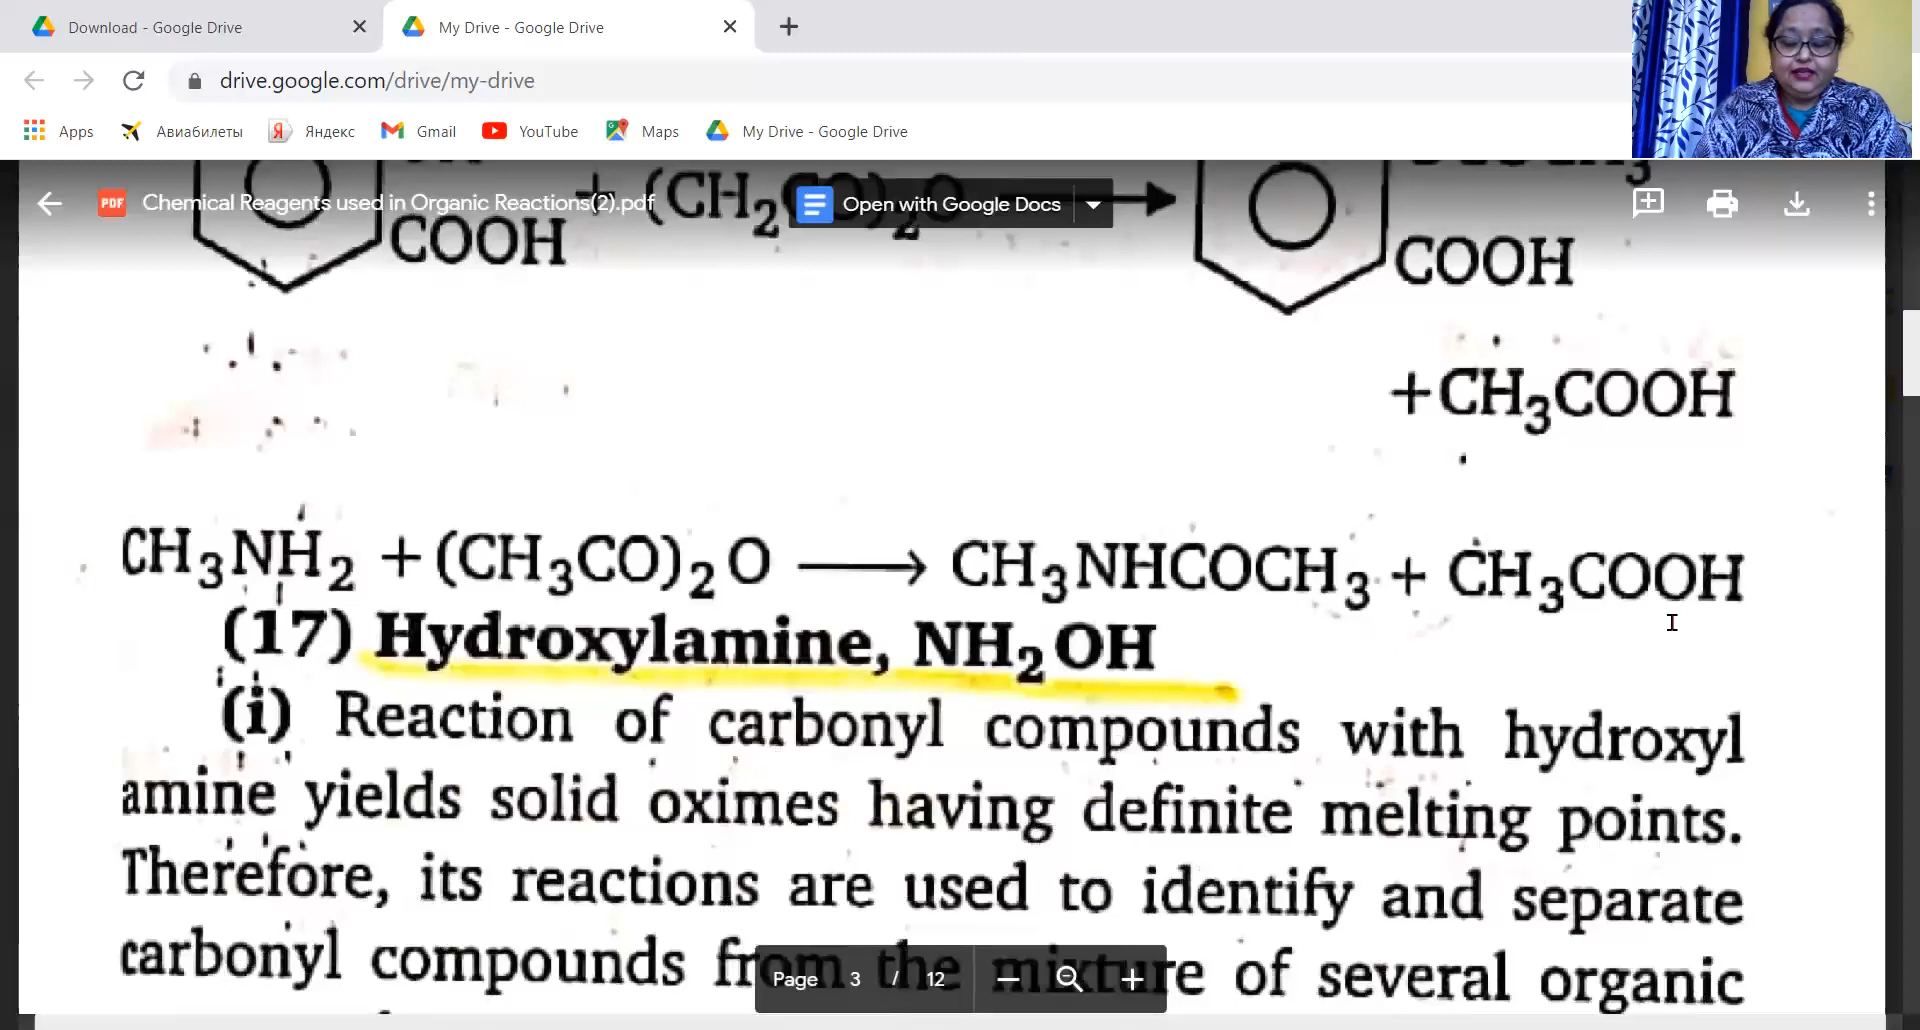 Download - Google Drive
My Drive - Google Drive
drive.google.com/drive/my-drive
Apps
Авиабилеты
Яндекс
Gmail
YouTube
Maps
My Drive - Google Drive
PDF Chemical Reagents used in Organic Reactions(2).pdf
Open with Google Docs
+ (CH2CO)2O
COOH
COOH
+CH3COOH
CH3NH2 + (CH3CO)2O ⟶ CH3NHCOCH3 + CH3COOH
(17) Hydroxylamine, NH2OH
(i) Reaction of carbonyl compounds with hydroxyl
amine yields solid oximes having definite melting points.
Therefore, its reactions are used to identify and separate
carbonyl compounds from the mixture of several organic
Page 3 / 12